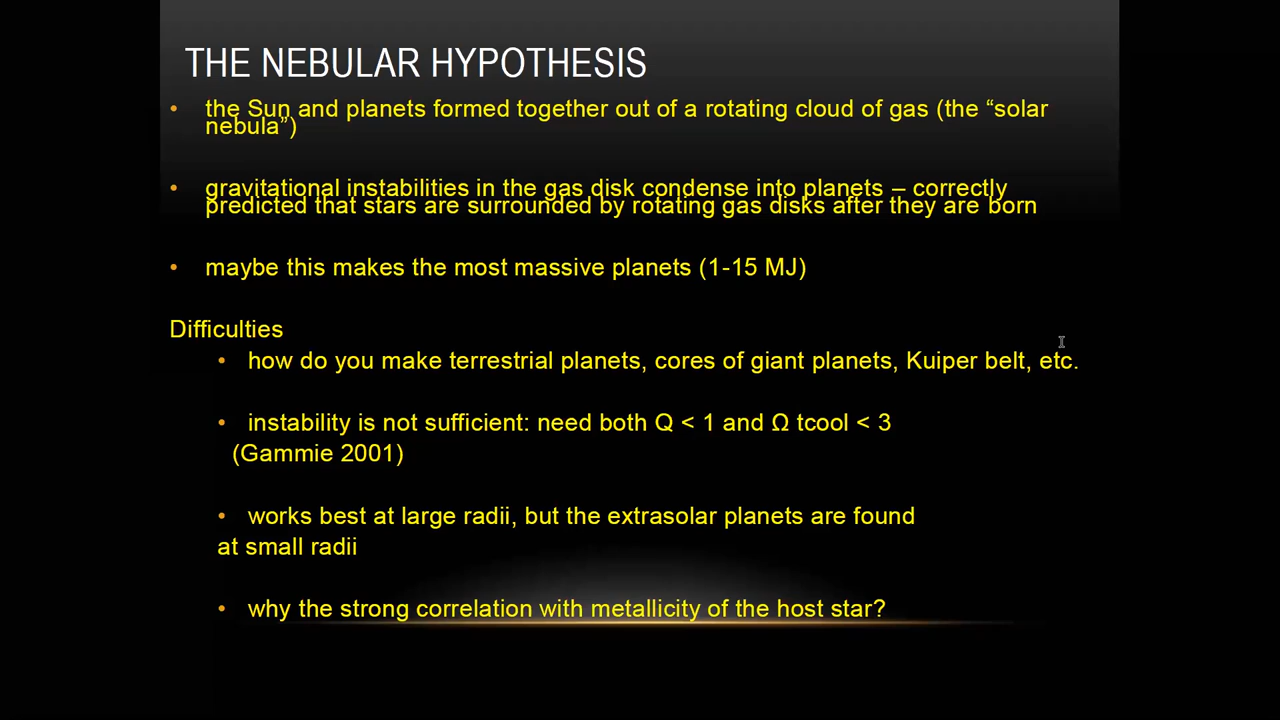 THE NEBULAR HYPOTHESIS
• the Sun and planets formed together out of a rotating cloud of gas (the “solar
nebula”)
• gravitational instabilities in the gas disk condense into planets – correctly
predicted that stars are surrounded by rotating gas disks after they are born
• maybe this makes the most massive planets (1-15 MJ)
Difficulties
• how do you make terrestrial planets, cores of giant planets, Kuiper belt, etc.
• instability is not sufficient: need both Q < 1 and Ω tcool < 3
(Gammie 2001)
• works best at large radii, but the extrasolar planets are found
at small radii
• why the strong correlation with metallicity of the host star?